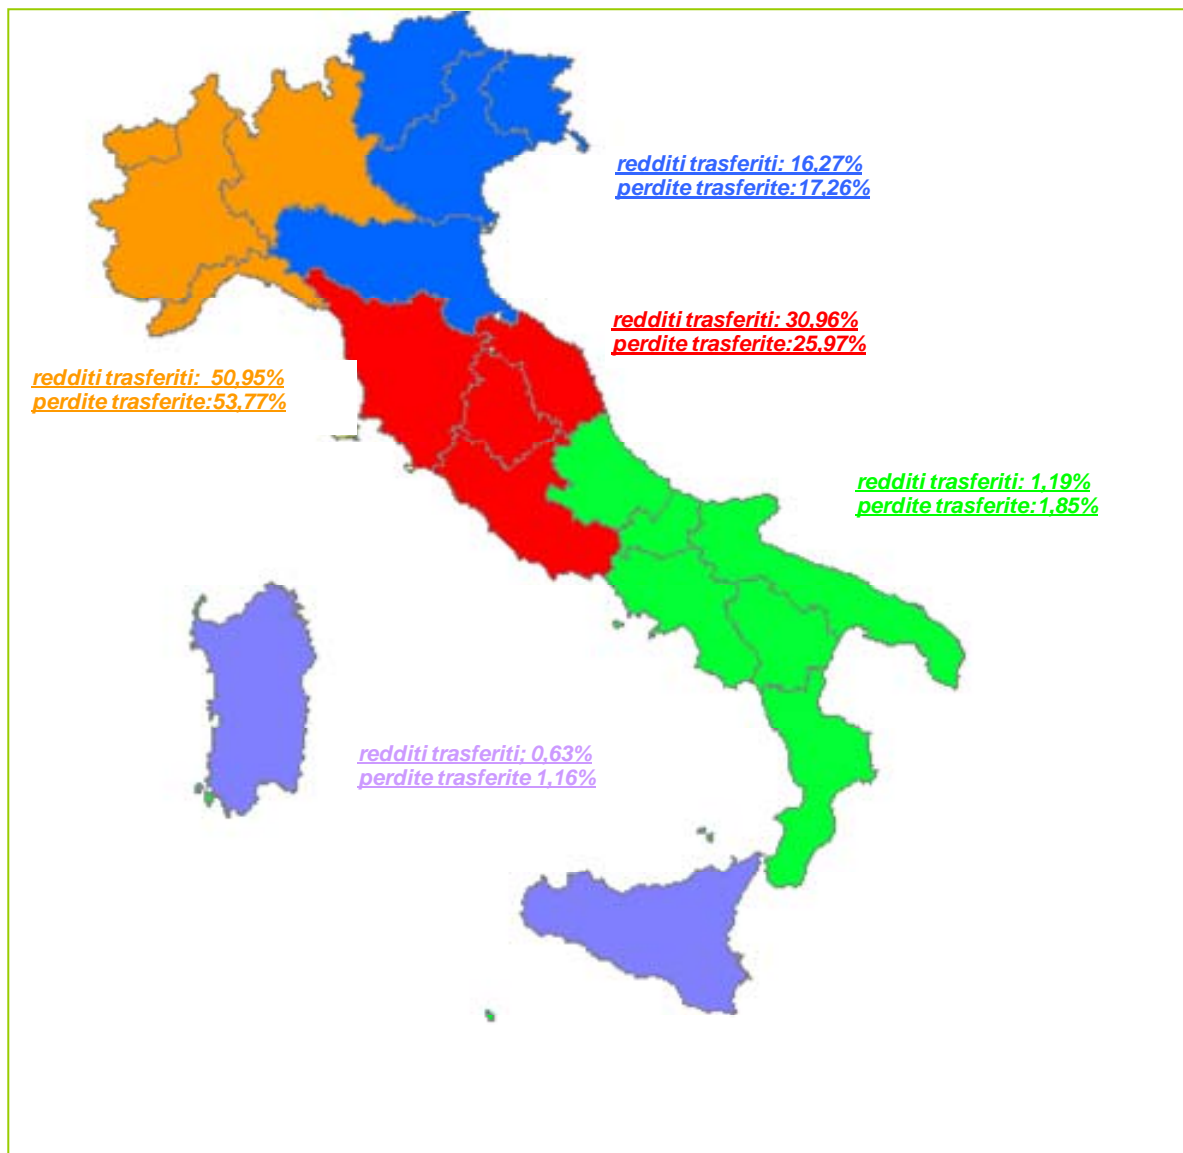 redditi trasferiti: 16,27%
perdite trasferite:17,26%
redditi trasferiti: 30,96%
perdite trasferite:25,97%
redditi trasferiti:  50,95%
perdite trasferite:53,77%
redditi trasferiti: 1,19%
perdite trasferite:1,85%
redditi trasferiti; 0,63%
perdite trasferite 1,16%